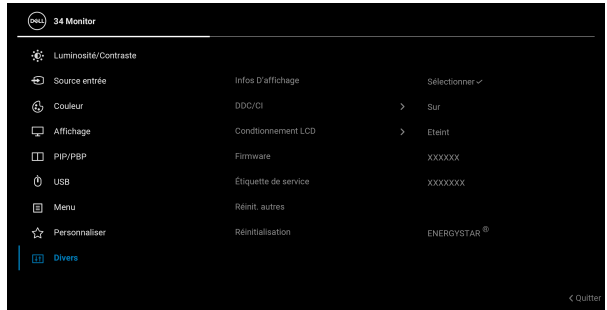 DELL 34 Monitor
Luminosité/Contraste
Source entrée Infos D'affichage Sélectionner
Couleur DDC/CI Sur
Affichage Condtionnement LCD Eteint
PIP/PBP Firmware XXXXXX
USB Étiquette de service XXXXXXX
Menu Réinit. autres
Personnaliser Réinitialisation ENERGYSTAR ®
Divers
Quitter